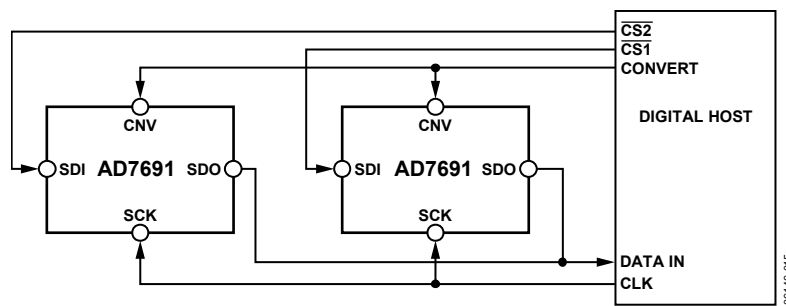 CS2
CS1
CONVERT
DIGITAL HOST
CNV
CNV
SDI AD7691 SDO
SDI AD7691 SDO
SCK
SCK
DATA IN
CLK